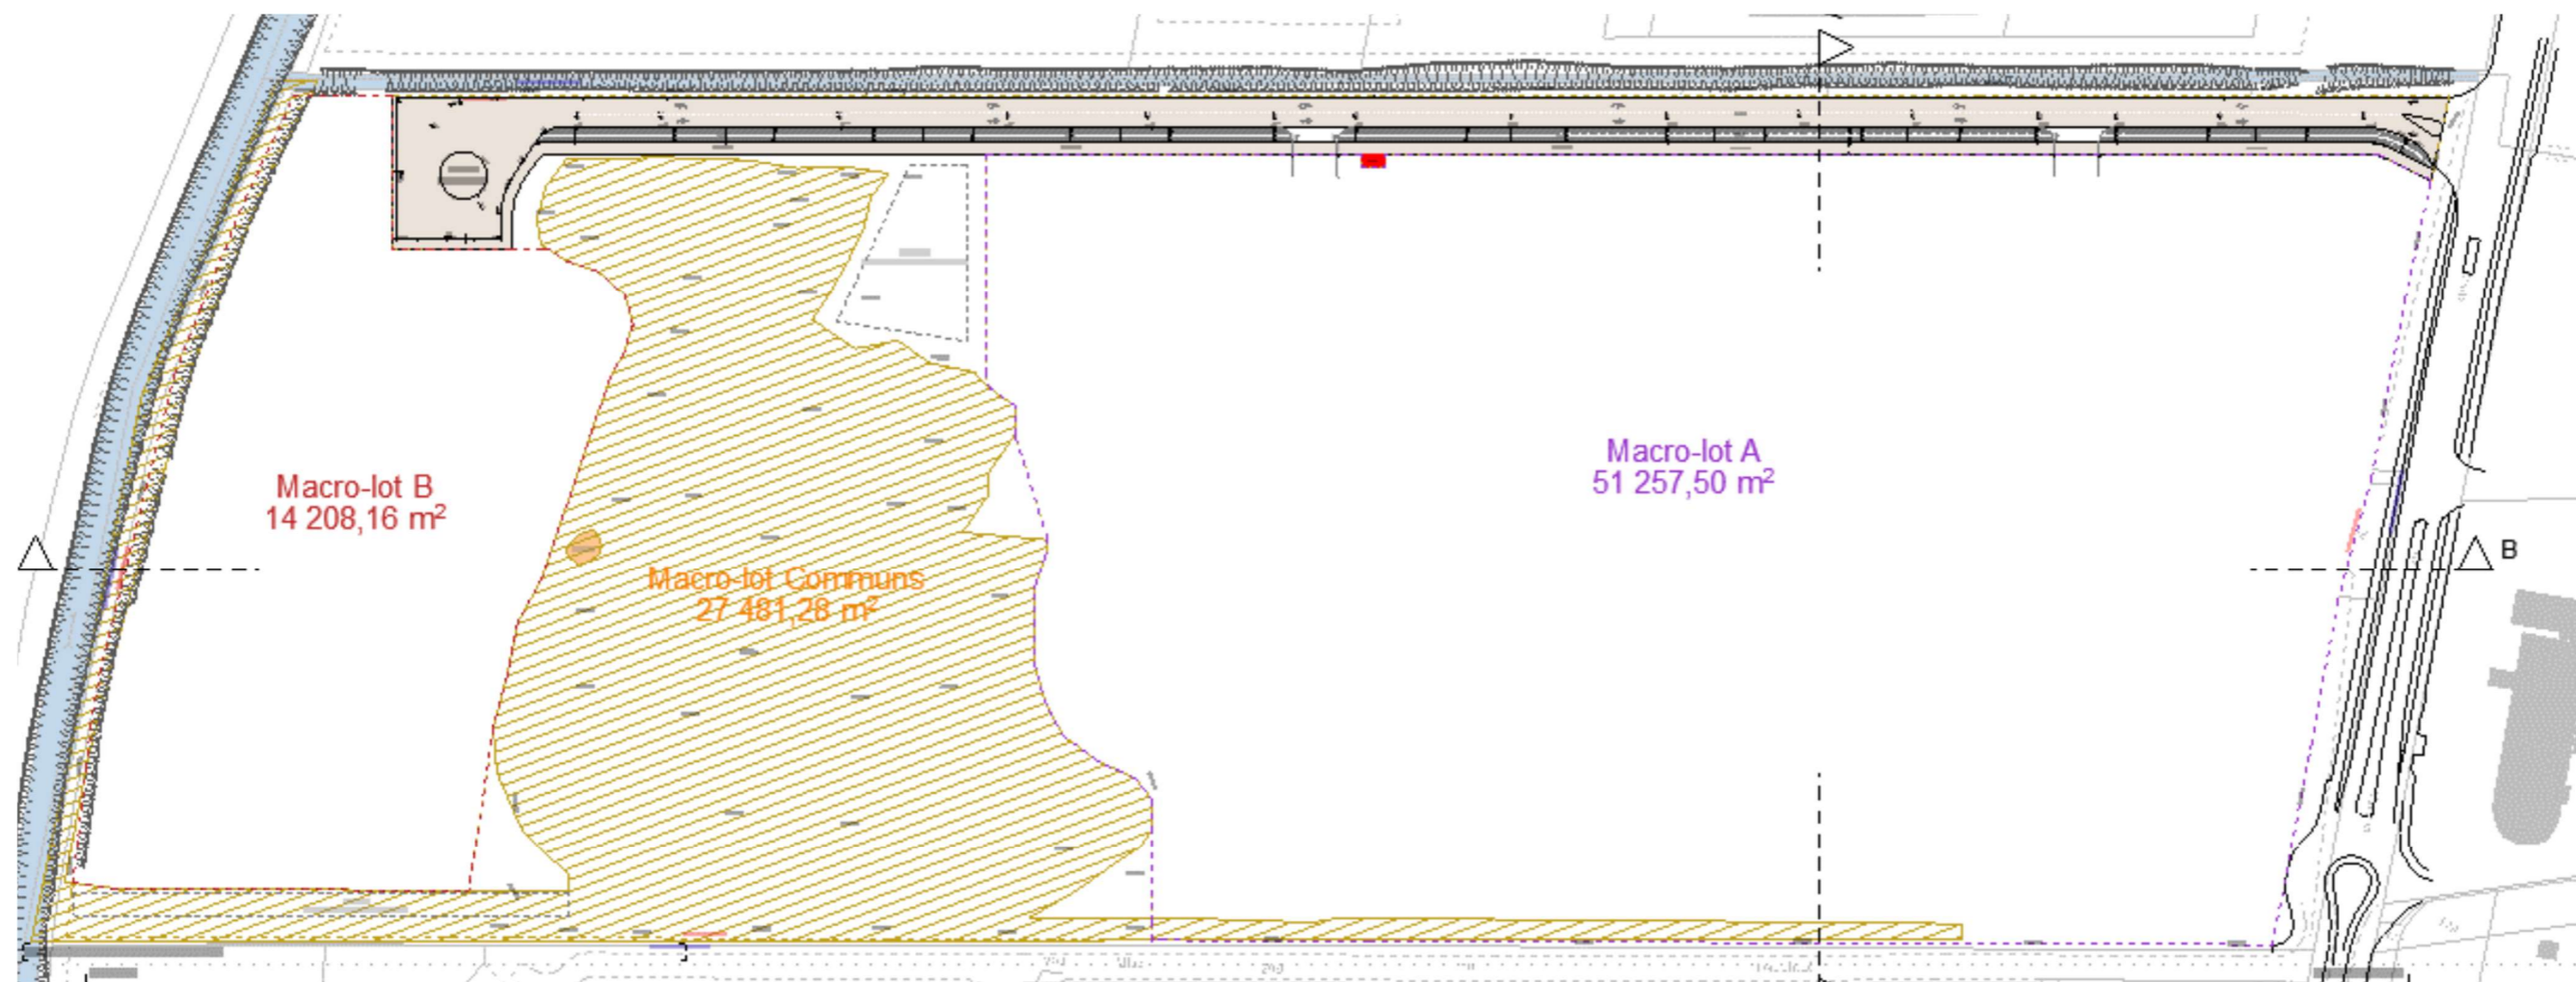 Macro-lot A
51 257,50 m²
Macro-lot B
14 208,16 m²
B
Macro-lot Communs
27 481,28 m²